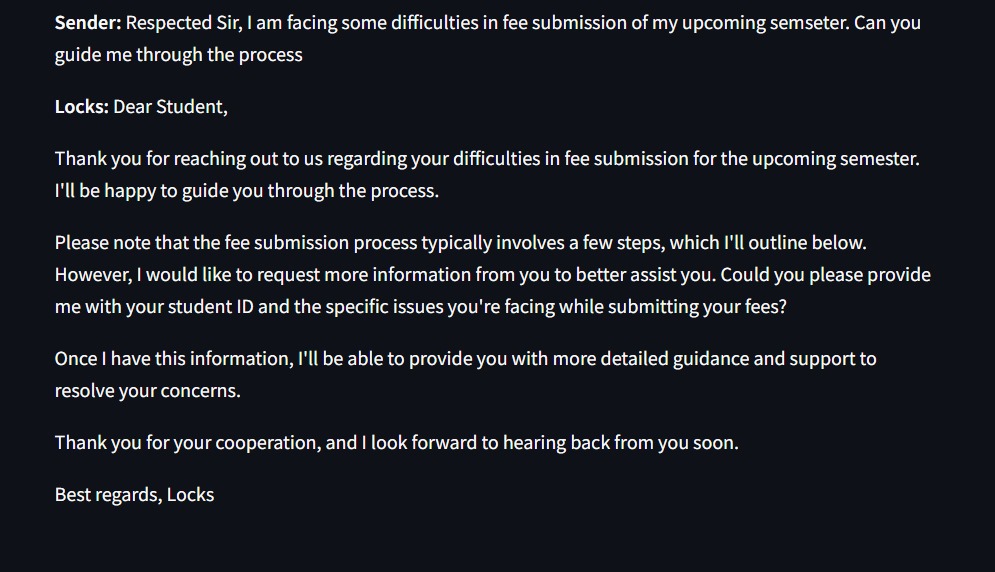 Sender: Respected Sir, I am facing some difficulties in fee submission of my upcoming semseter. Can you
guide me through the process
Locks: Dear Student,
Thank you for reaching out to us regarding your difficulties in fee submission for the upcoming semester.
I'll be happy to guide you through the process.
Please note that the fee submission process typically involves a few steps, which I'll outline below.
However, I would like to request more information from you to better assist you. Could you please provide
me with your student ID and the specific issues you're facing while submitting your fees?
Once I have this information, I'll be able to provide you with more detailed guidance and support to
resolve your concerns.
Thank you for your cooperation, and I look forward to hearing back from you soon.
Best regards, Locks